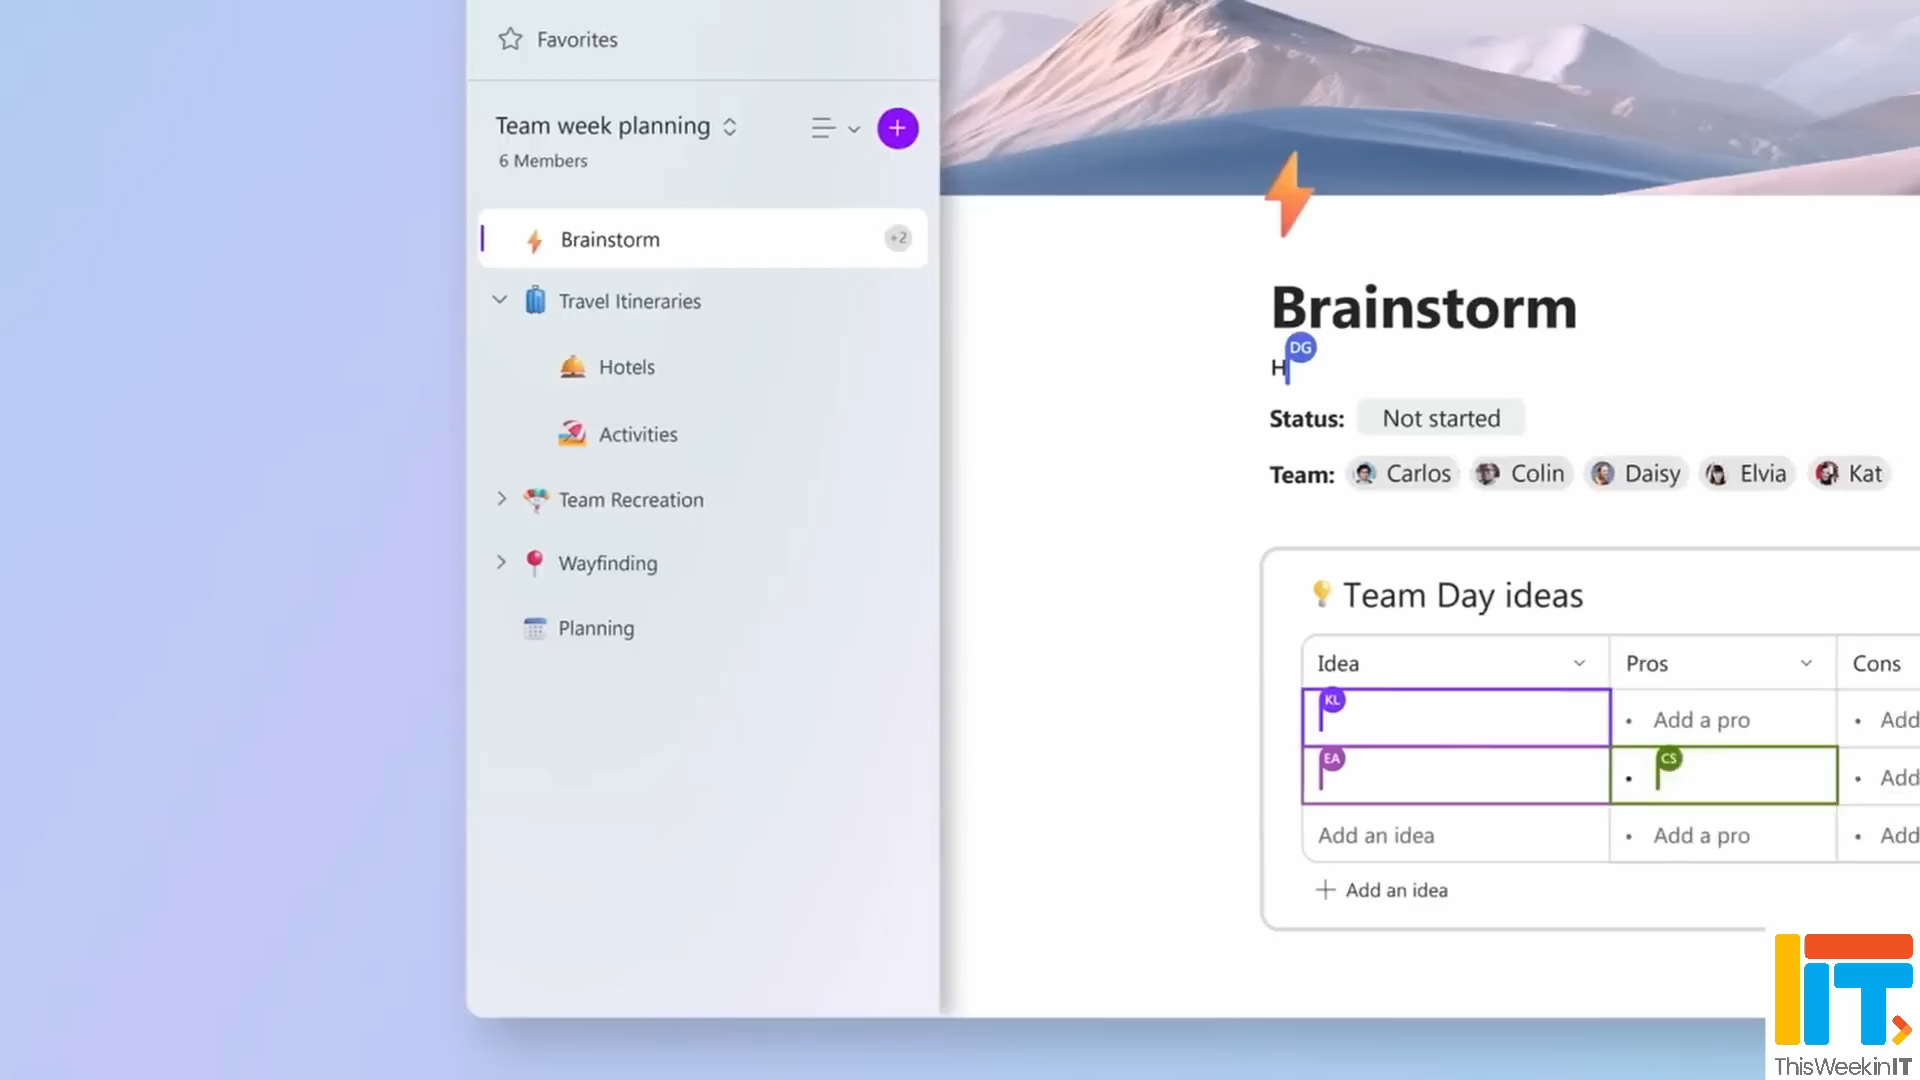 Favorites
Team week planning
6 Members
Brainstorm +2
Travel Itineraries
Hotels
Activities
Team Recreation
Wayfinding
Planning
Brainstorm
DG
H
Status: Not started
Team: Carlos Colin Daisy Elvia Kat
Team Day ideas
Idea Pros Cons
KL Add a pro Add
EA CS Add
Add an idea Add a pro Add
Add an idea
IT
ThisWeekinIT